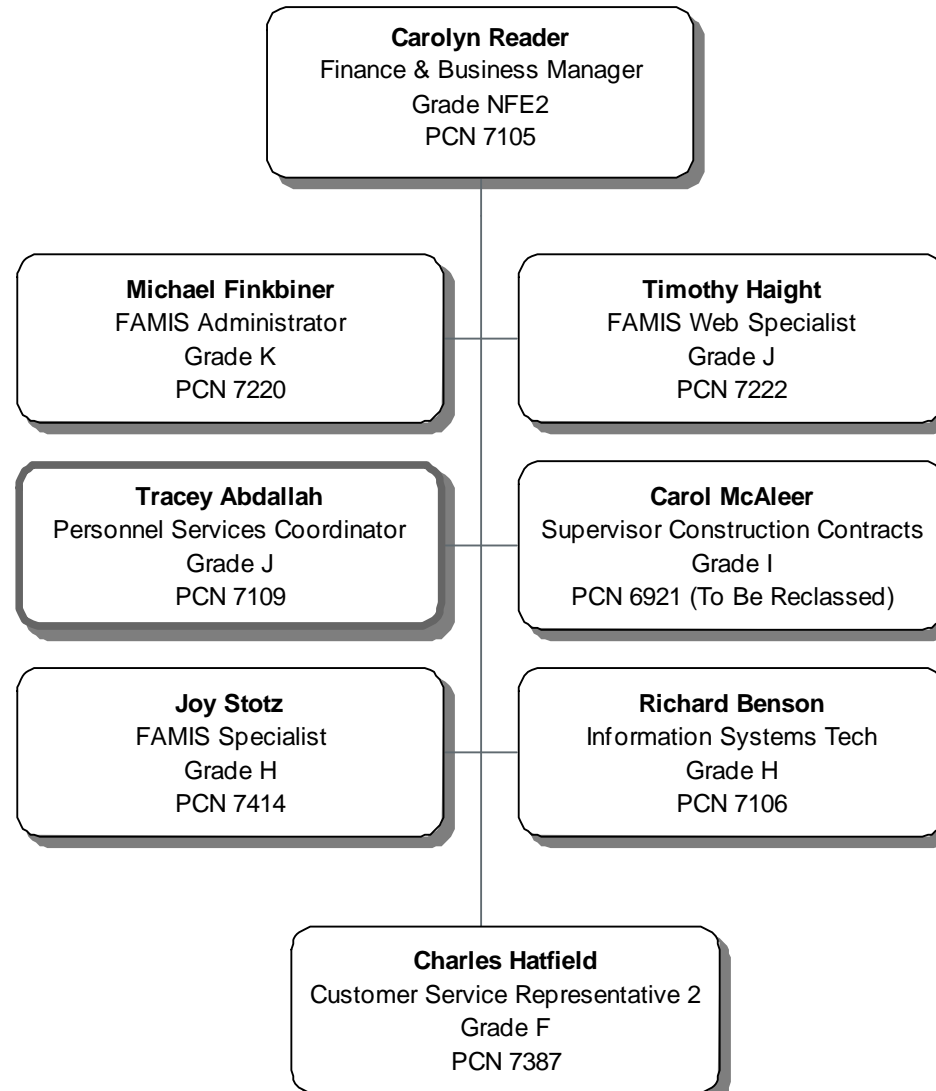 Carolyn Reader
Finance & Business Manager
Grade NFE2
PCN 7105
Michael Finkbiner
FAMIS Administrator
Grade K
PCN 7220
Timothy Haight
FAMIS Web Specialist
Grade J
PCN 7222
Tracey Abdallah
Personnel Services Coordinator
Grade J
PCN 7109
Carol McAleer
Supervisor Construction Contracts
Grade I
PCN 6921 (To Be Reclassed)
Joy Stotz
FAMIS Specialist
Grade H
PCN 7414
Richard Benson
Information Systems Tech
Grade H
PCN 7106
Charles Hatfield
Customer Service Representative 2
Grade F
PCN 7387